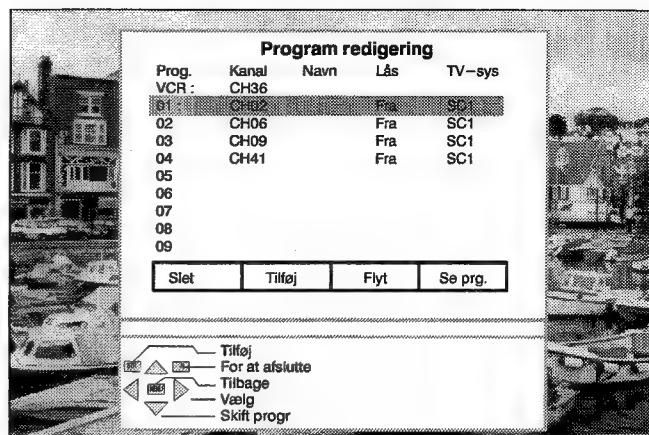 Program redigering
Prog. Kanal Navn Lås TV-sys
VCR : CH36
01 : CH02 Fra SC1
02 CH06 Fra SC1
03 CH09 Fra SC1
04 CH41 Fra SC1
05
06
07
08
09
Slet Tilføj Flyt Se prg.
Tilføj
For at afslutte
Tilbage
Vælg
Skift progr